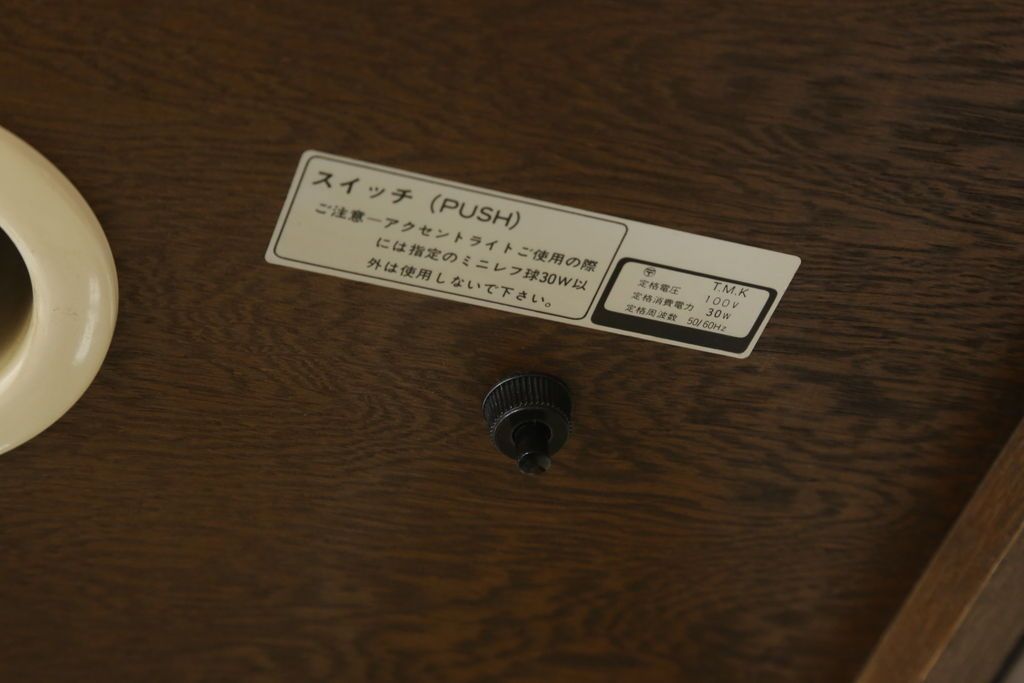 スイッチ (PUSH)
ご注意ーアクセントライトご使用の際
には指定のミニレフ球30W以
外は使用しないで下さい。
〶 T.M.K
定格電圧 100V
定格消費電力 30W
定格周波数 50/60Hz